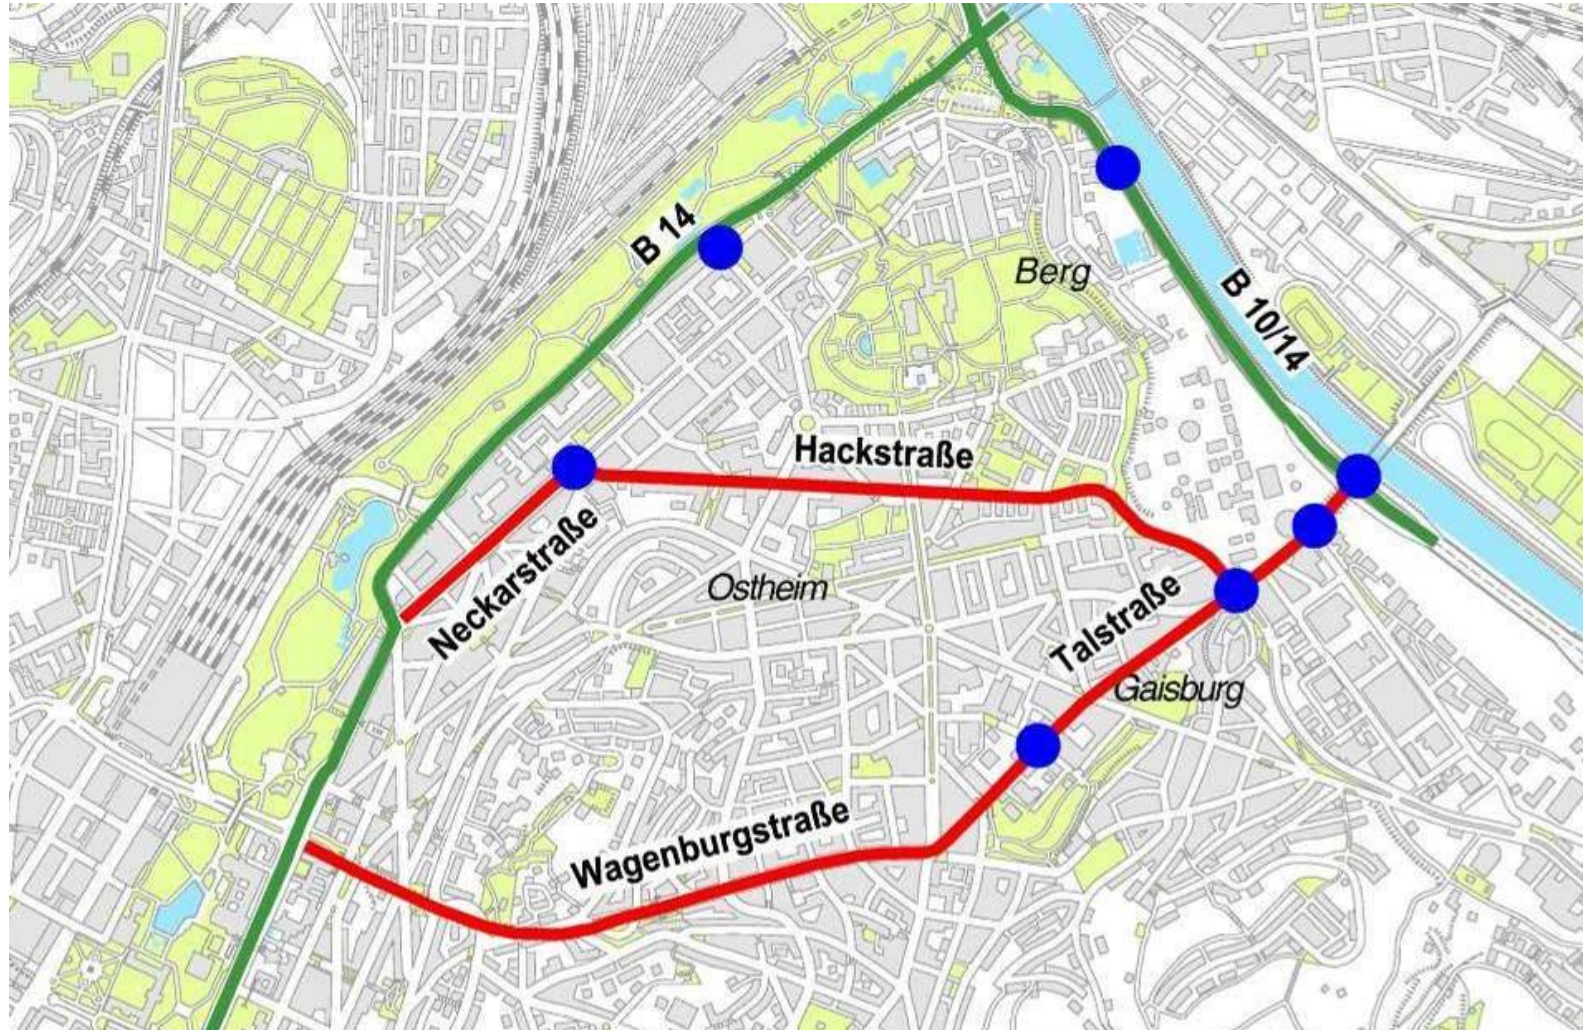 B 14
Berg
B 10/14
Hackstraße
Neckarstraße
Ostheim
Talstraße
Gaisburg
Wagenburgstraße